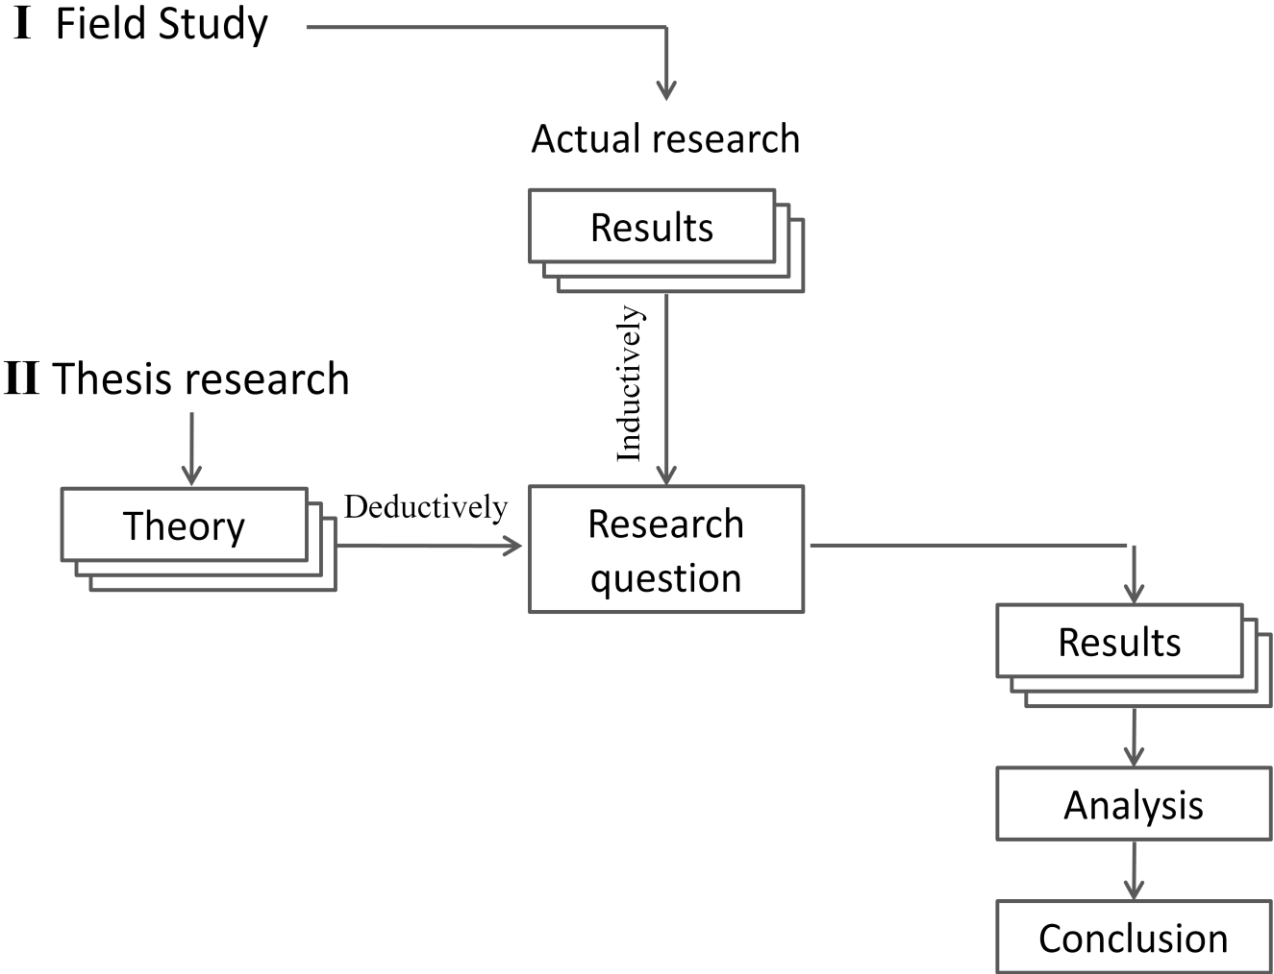 I Field Study
Actual research
Results
Inductively
II Thesis research
Theory
Deductively
Research
question
Results
Analysis
Conclusion